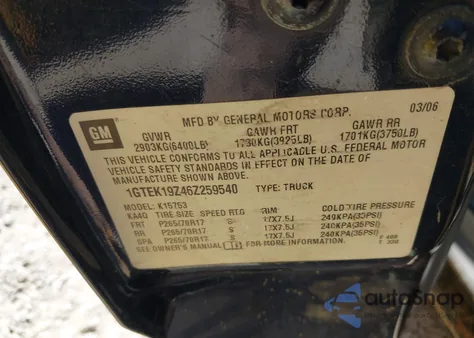 GM
MFD BY GENERAL MOTORS CORP. 03/06
GVWR GAWR FRT GAWR RR
2903KG(6400LB) 1780KG(3925LB) 1701KG(3750LB)
THIS VEHICLE CONFORMS TO ALL APPLICABLE U.S. FEDERAL MOTOR
VEHICLE SAFETY STANDARDS IN EFFECT ON THE DATE OF
MANUFACTURE SHOWN ABOVE.
1GTEK19Z46Z259540 TYPE: TRUCK
MODEL: K15753
KA4O TIRE SIZE SPEED RTG RIM COLD TIRE PRESSURE
FRT P265/70R17 S 17X7.5J 240KPA(35PSI)
RR P265/70R17 S 17X7.5J 240KPA(35PSI)
SPA P265/70R17 S 17X7.5J 240KPA(35PSI)
SEE OWNER'S MANUAL FOR MORE INFORMATION.
autoSnap